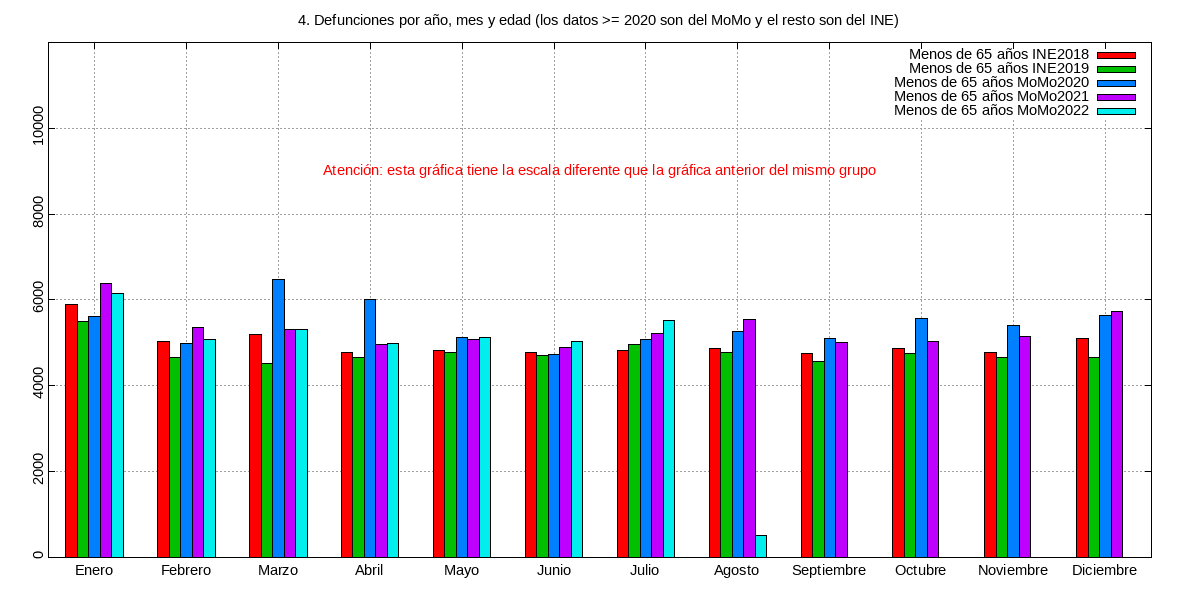 4. Defunciones por año, mes y edad (los datos >= 2020 son del MoMo y el resto son del INE)
Menos de 65 años INE2018
Menos de 65 años INE2019
Menos de 65 años MoMo2020
Menos de 65 años MoMo2021
Menos de 65 años MoMo2022
Atención: esta gráfica tiene la escala diferente que la gráfica anterior del mismo grupo
10000
8000
6000
4000
2000
0
Enero Febrero Marzo Abril Mayo Junio Julio Agosto Septiembre Octubre Noviembre Diciembre